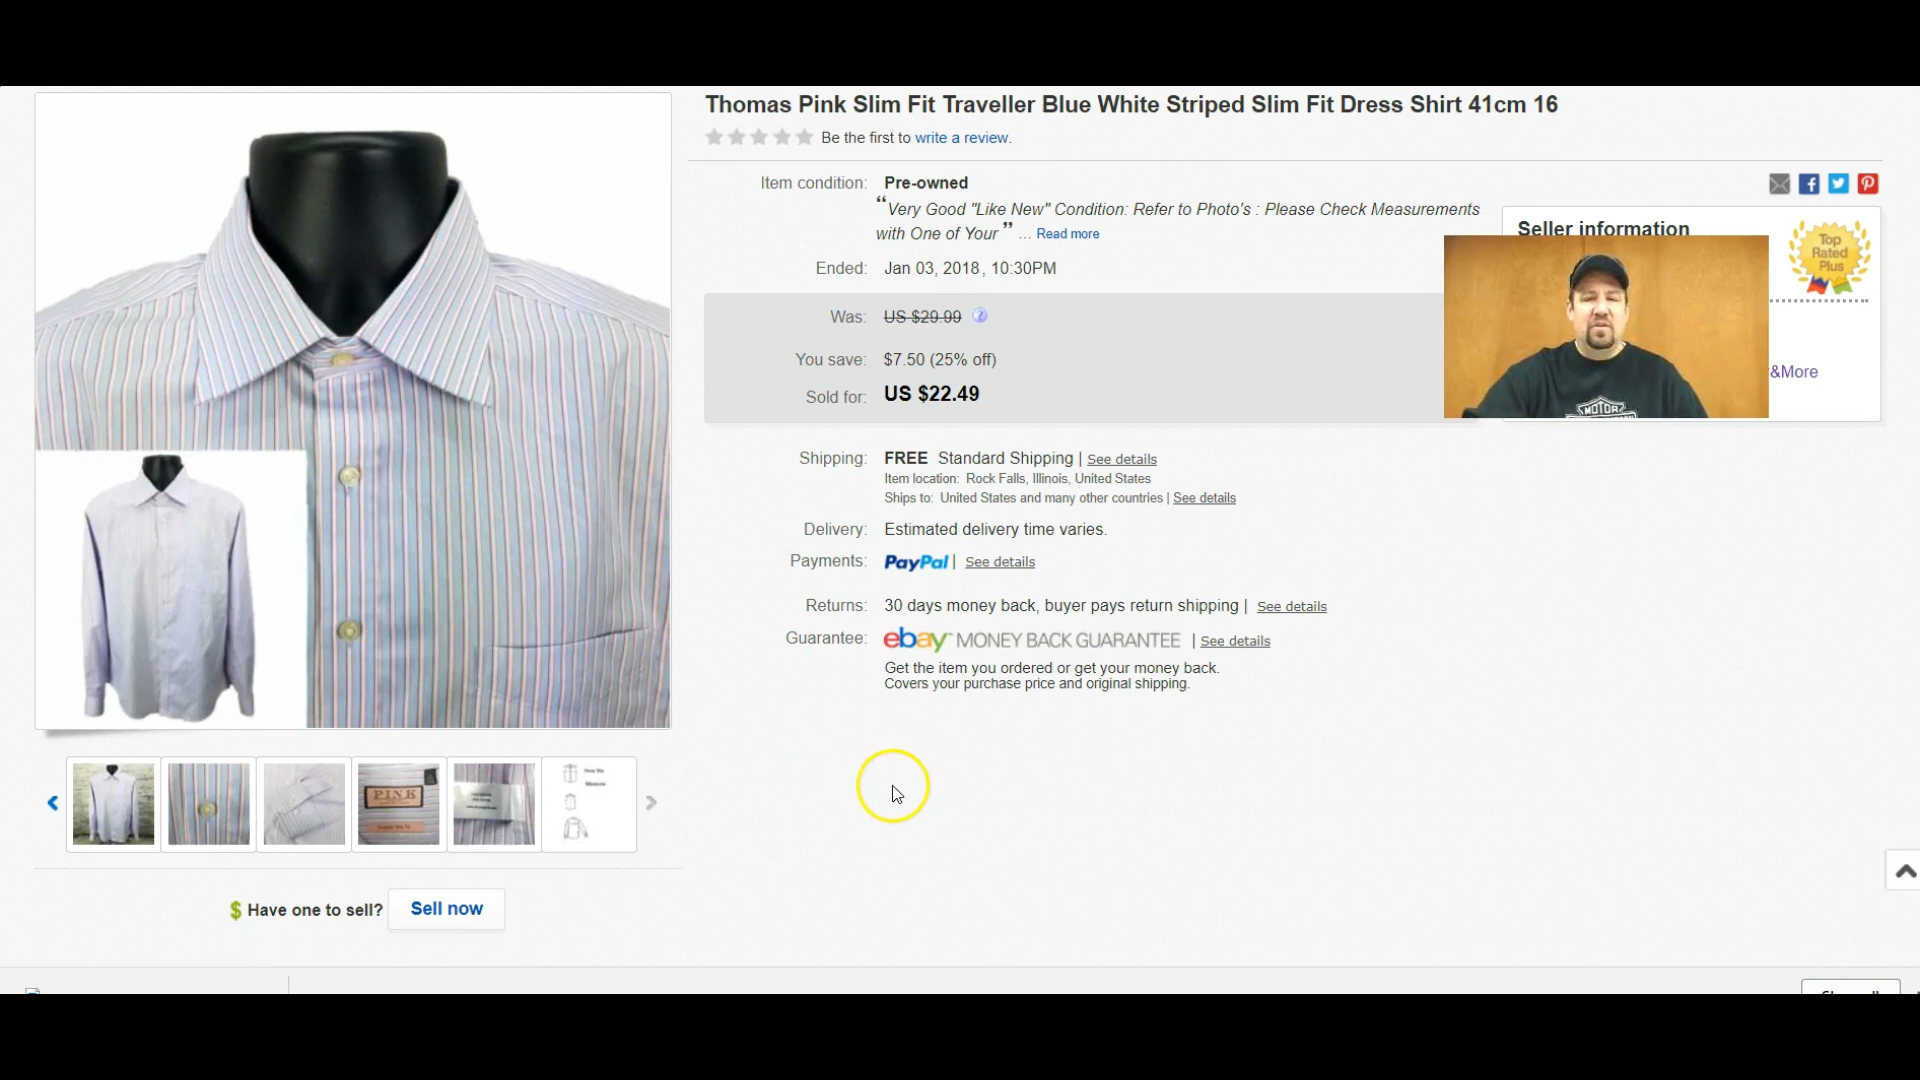 Thomas Pink Slim Fit Traveller Blue White Striped Slim Fit Dress Shirt 41cm 16
Be the first to write a review.
Item condition: Pre-owned
“Very Good "Like New" Condition: Refer to Photo's : Please Check Measurements
with One of Your ” ... Read more
Ended: Jan 03, 2018 , 10:30PM
Was: US $29.99
You save: $7.50 (25% off)
Sold for: US $22.49
Seller information
Top
Rated
Plus
&More
MOTOR
Shipping: FREE Standard Shipping | See details
Item location: Rock Falls, Illinois, United States
Ships to: United States and many other countries | See details
Delivery: Estimated delivery time varies.
Payments: PayPal | See details
Returns: 30 days money back, buyer pays return shipping | See details
Guarantee: ebay MONEY BACK GUARANTEE | See details
Get the item you ordered or get your money back.
Covers your purchase price and original shipping.
PINK
How We
Measure
$ Have one to sell? Sell now